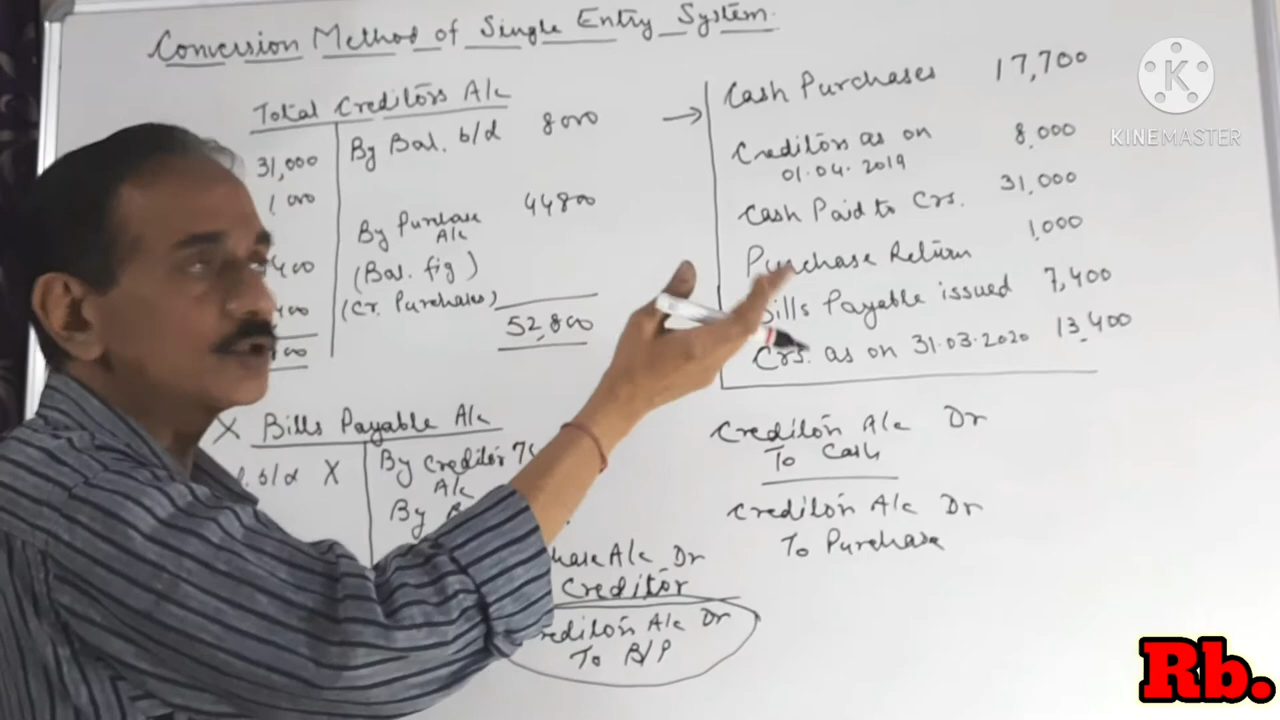 Conversion Method of Single Entry System.
Total Creditors A/c
31,000
By Bal. b/d 8000
1,000
By Purchase 44800
A/c
400
(Bal. fig)
400
(Cr. Purchases)
52,800
X Bills Payable A/c
b/d X
By Creditor
A/c
By
A/c Dr
Creditor
Creditors A/c Dr
To B/P
→ Cash Purchases 17,700
Creditors as on 8,000
01.04.2019
Cash Paid to Crs. 31,000
Purchase Return 1,000
Bills Payable issued 7,400
Crs. as on 31.03.2020 13,400
Creditors A/c Dr
To Cash
Creditors A/c Dr
To Purchase
K
KINEMASTER
Rb.